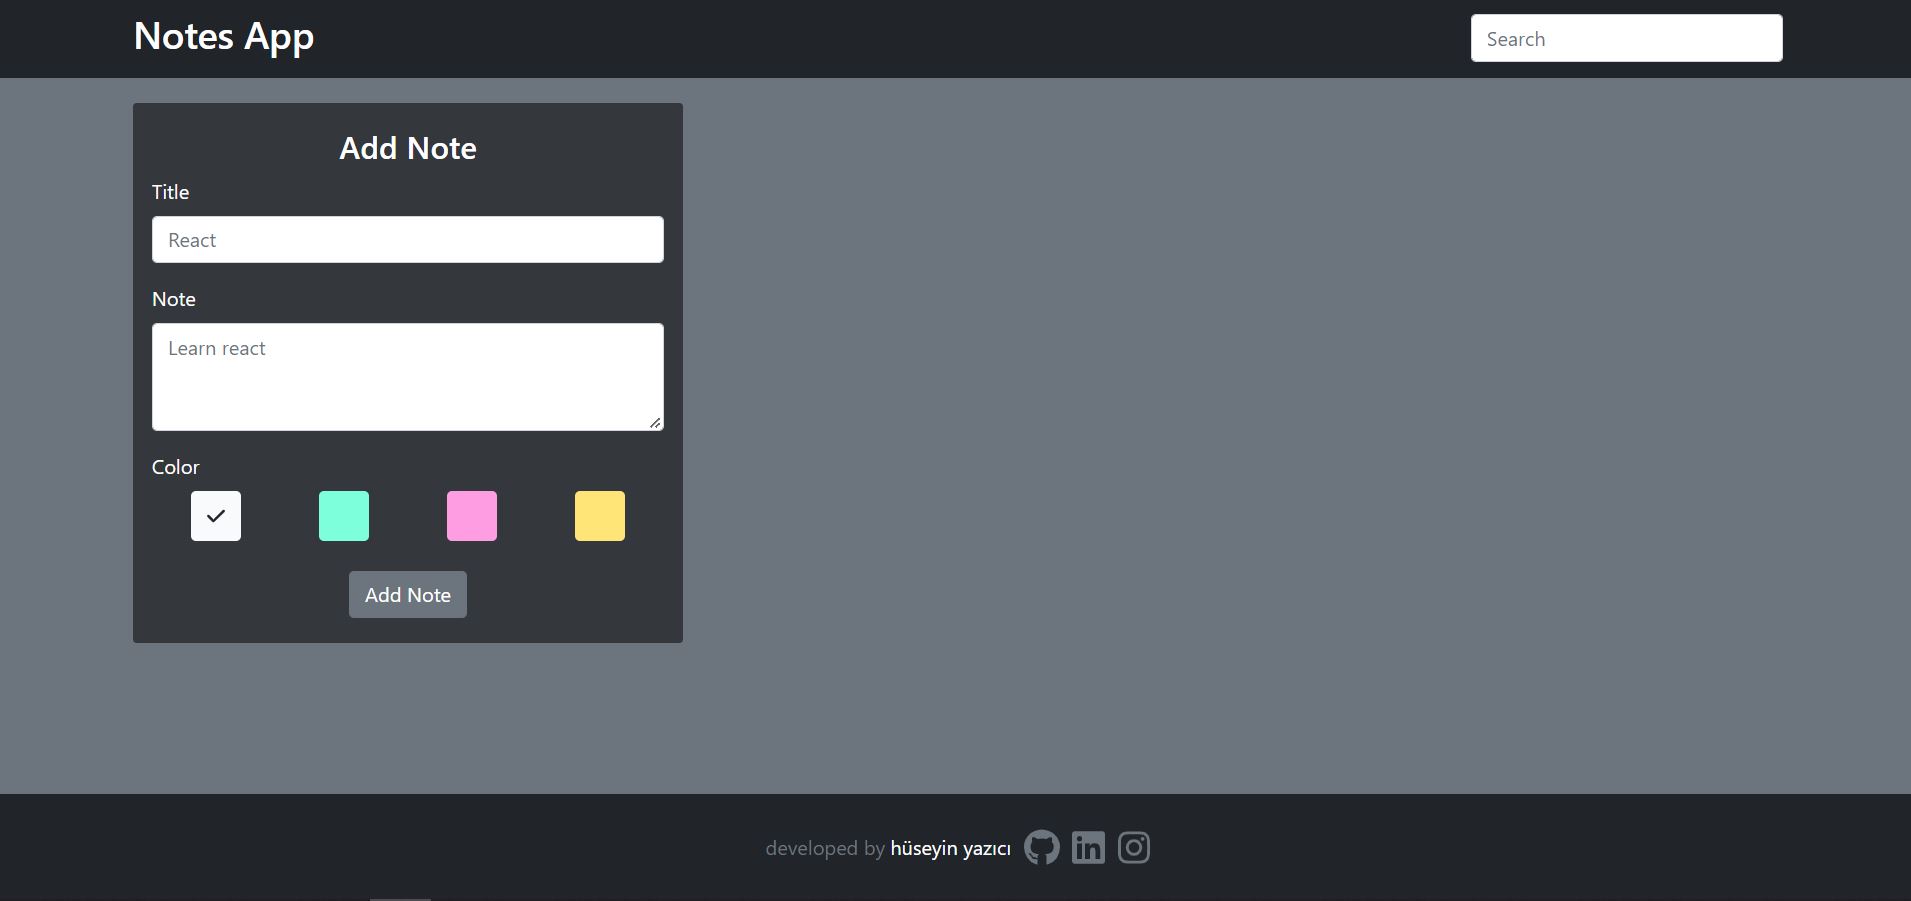 Notes App
Search
Add Note
Title
React
Note
Learn react
Color
Add Note
developed by hüseyin yazıcı